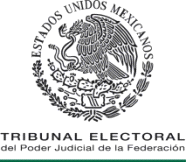 ESTADOS UNIDOS MEXICANOS
TRIBUNAL ELECTORAL
del Poder Judicial de la Federación